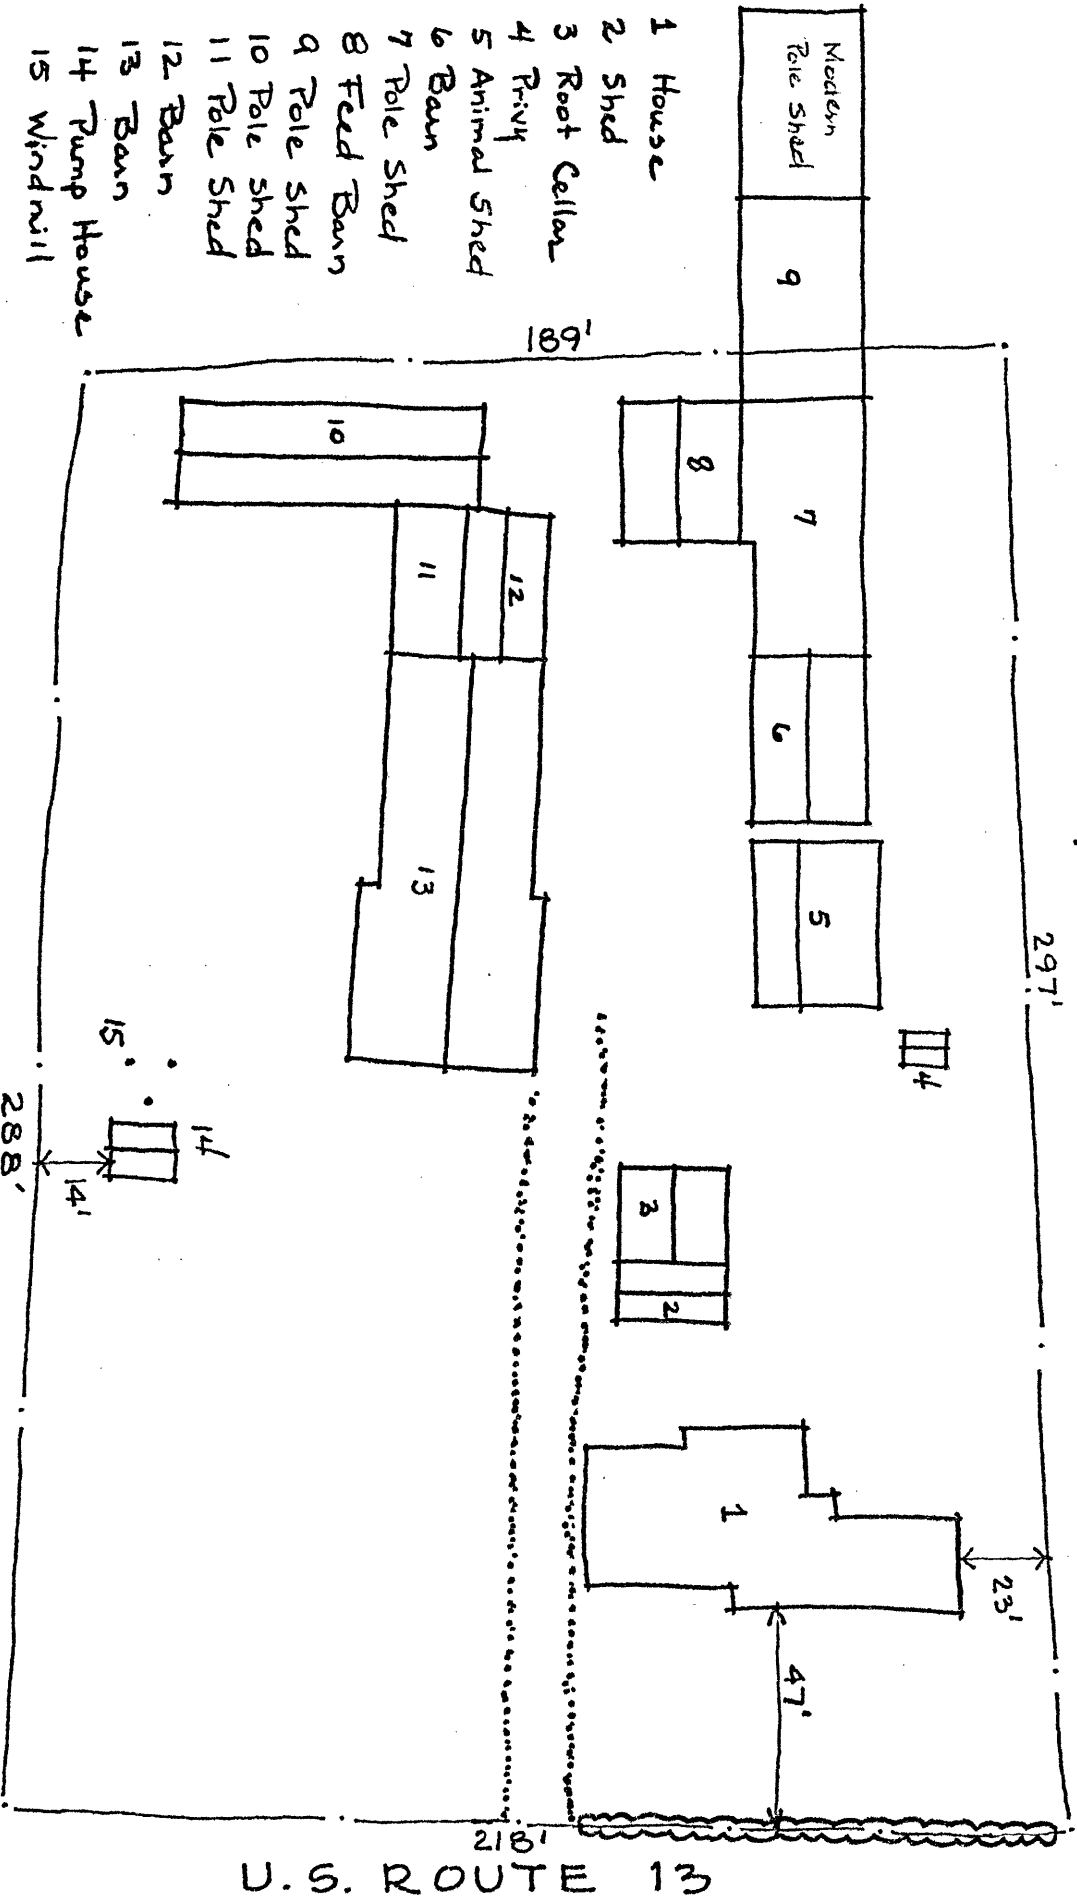 1 House
2 Shed
3 Root Cellar
4 Privy
5 Animal Shed
6 Barn
7 Pole Shed
8 Feed Barn
9 Pole Shed
10 Pole shed
11 Pole Shed
12 Barn
13 Barn
14 Pump House
15 Windmill
Modern
Pole Shed
9
189'
10
8
7
11
12
6
13
5
297'
4
15
14
14'
288'
3
2
1
23'
47'
218'
U.S. ROUTE 13